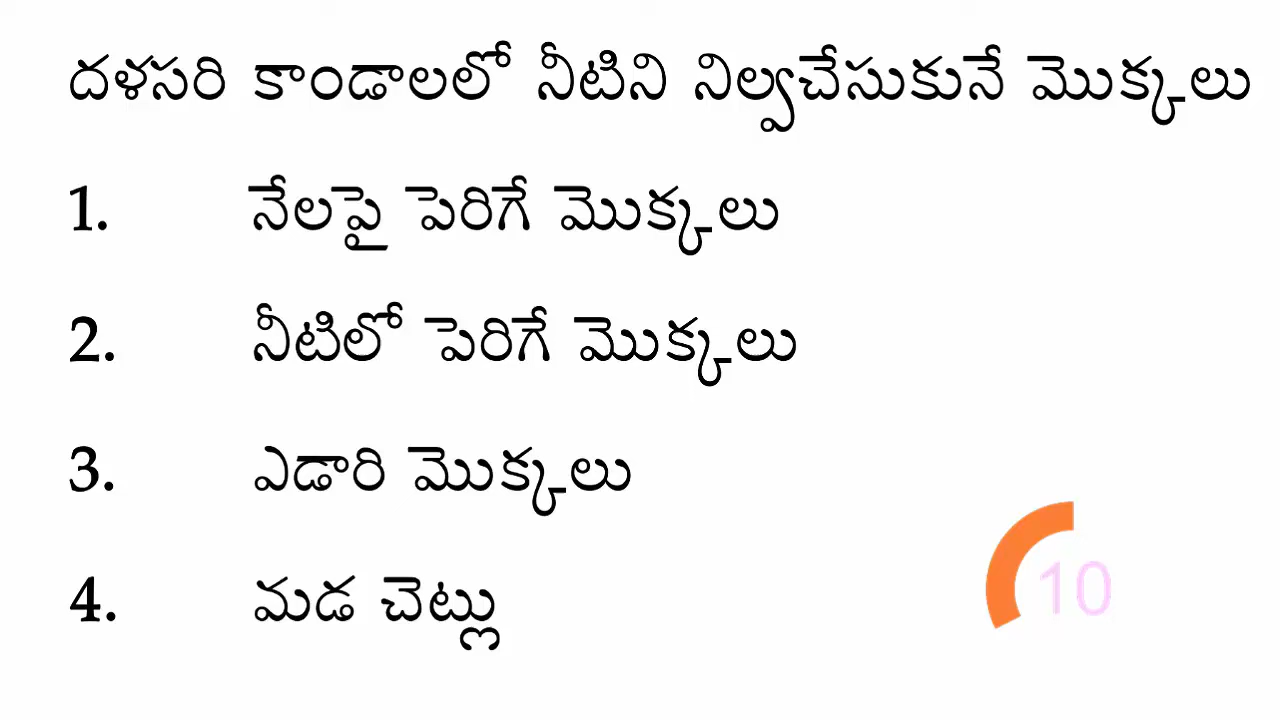 దళసరి కాండాలలో నీటిని నిల్వచేసుకునే మొక్కలు
1. నేలపై పెరిగే మొక్కలు
2. నీటిలో పెరిగే మొక్కలు
3. ఎడారి మొక్కలు
4. మడ చెట్లు
10